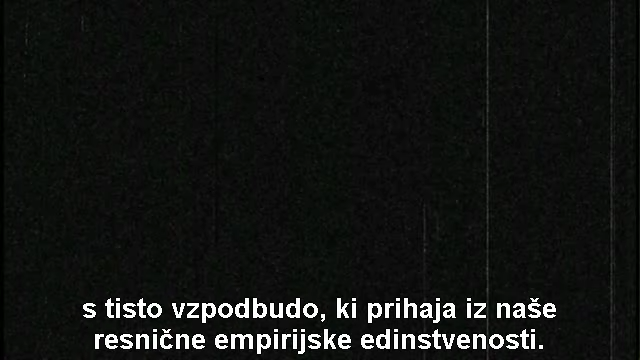 s tisto vzpodbudo, ki prihaja iz naše
resnične empirijske edinstvenosti.